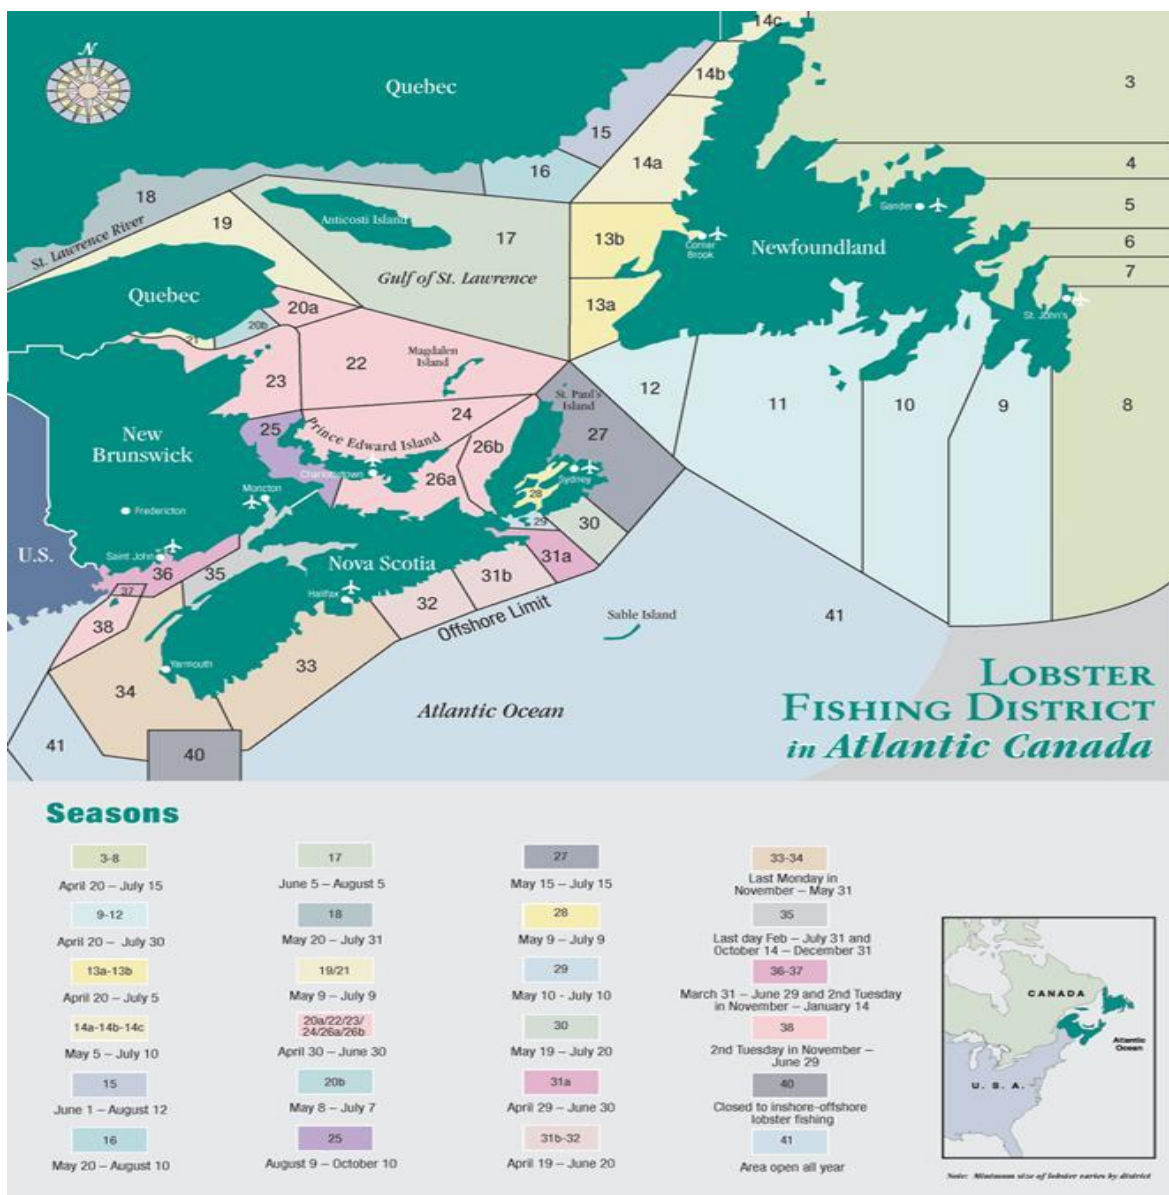 N
14c
Quebec
14b
3
15
14a
4
16
18
Gander
5
St. Lawrence River
19
Anticosti Island
17
13b
Corner
Brook
Newfoundland
6
7
Gulf of St. Lawrence
Quebec
20a
13a
St. John's
20b
21
Magdalen
Island
22
23
12
11
10
9
8
St. Paul's
Island
24
25
Prince Edward Island
27
New
Brunswick
26b
Charlottetown
26a
Sydney
28
Moncton
Fredericton
29
30
U.S.
Saint John
36
35
Nova Scotia
31a
31b
37
Halifax
32
38
Offshore Limit
Sable Island
41
Yarmouth
33
34
Atlantic Ocean
41
40
LOBSTER
FISHING DISTRICT
in Atlantic Canada
Seasons
3-8
April 20 – July 15
9-12
April 20 – July 30
13a-13b
April 20 – July 5
14a-14b-14c
May 5 – July 10
15
June 1 – August 12
16
May 20 – August 10
17
June 5 – August 5
18
May 20 – July 31
19/21
May 9 – July 9
20a/22/23/
24/26a/26b
April 30 – June 30
20b
May 8 – July 7
25
August 9 – October 10
27
May 15 – July 15
28
May 9 – July 9
29
May 10 - July 10
30
May 19 – July 20
31a
April 29 – June 30
31b-32
April 19 – June 20
33-34
Last Monday in
November – May 31
35
Last day Feb – July 31 and
October 14 – December 31
36-37
March 31 – June 29 and 2nd Tuesday
in November – January 14
38
2nd Tuesday in November –
June 29
40
Closed to inshore-offshore
lobster fishing
41
Area open all year
CANADA
Atlantic
Ocean
U. S. A.
Note: Minimum size of lobster varies by district